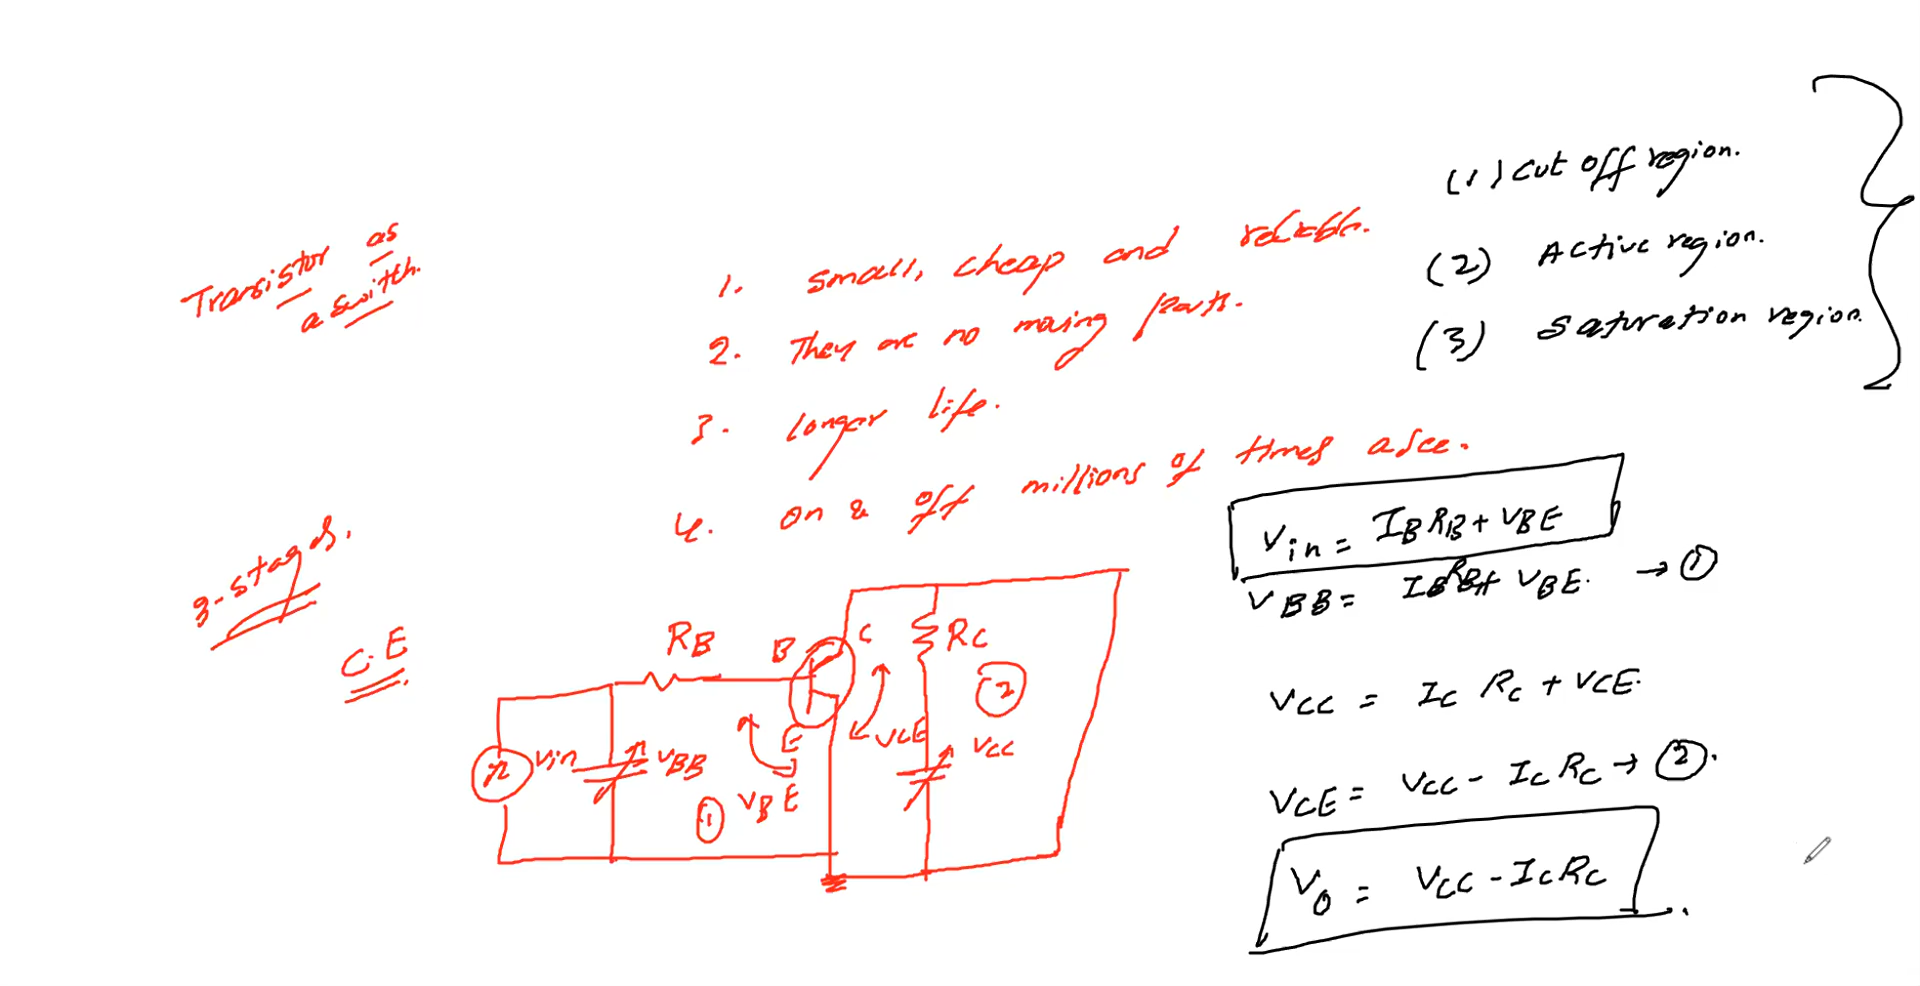 Transistor as
a switch.
1. Small, cheap and reliable.
2. They are no moving parts.
3. longer life.
4. on & off millions of times a sec.
3-stages.
C.E
(1) cut off region.
(2) Active region.
(3) Saturation region.
RB
B
C
E
RC
Vin
VBB
VBE
VCE
VCC
1
2
Vin = IBRB + VBE
VBB = IBRB + VBE. → 1
VCC = IC RC + VCE.
VCE = VCC - IC RC → 2.
V0 = VCC - ICRC